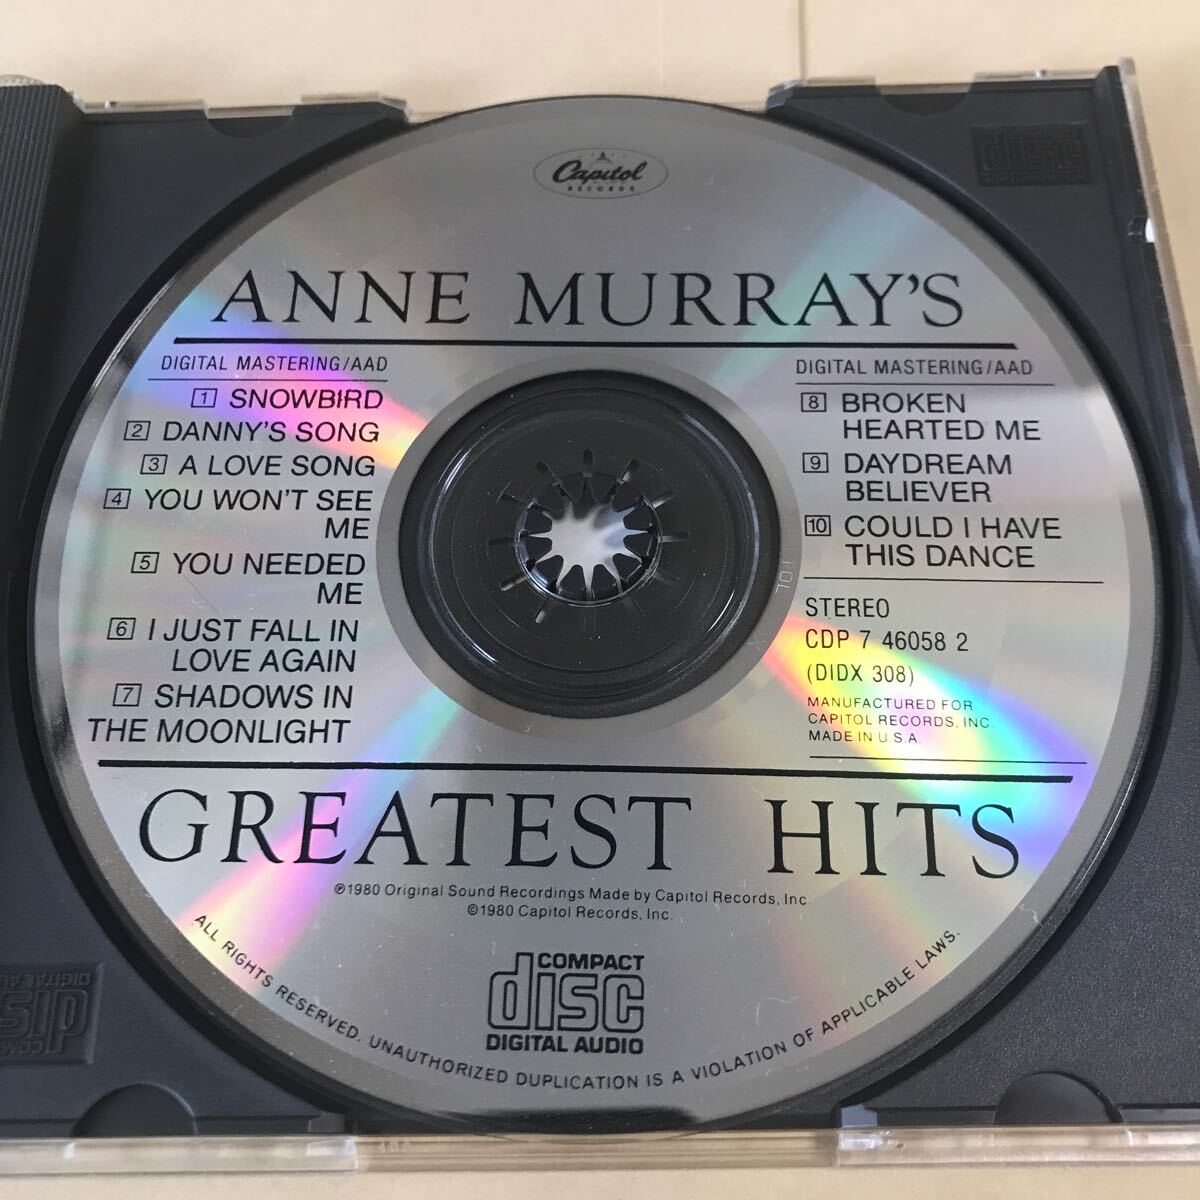 Capitol
RECORDS
ANNE MURRAY'S
DIGITAL MASTERING/AAD
1 SNOWBIRD
2 DANNY'S SONG
3 A LOVE SONG
4 YOU WON'T SEE
ME
5 YOU NEEDED
ME
6 I JUST FALL IN
LOVE AGAIN
7 SHADOWS IN
THE MOONLIGHT
DIGITAL MASTERING/AAD
8 BROKEN
HEARTED ME
9 DAYDREAM
BELIEVER
10 COULD I HAVE
THIS DANCE
STEREO
CDP 7 46058 2
(DIDX 308)
MANUFACTURED FOR
CAPITOL RECORDS, INC.
MADE IN U.S.A.
GREATEST HITS
℗1980 Original Sound Recordings Made by Capitol Records, Inc.
©1980 Capitol Records, Inc.
COMPACT
disc
DIGITAL AUDIO
ALL RIGHTS RESERVED. UNAUTHORIZED DUPLICATION IS A VIOLATION OF APPLICABLE LAWS.